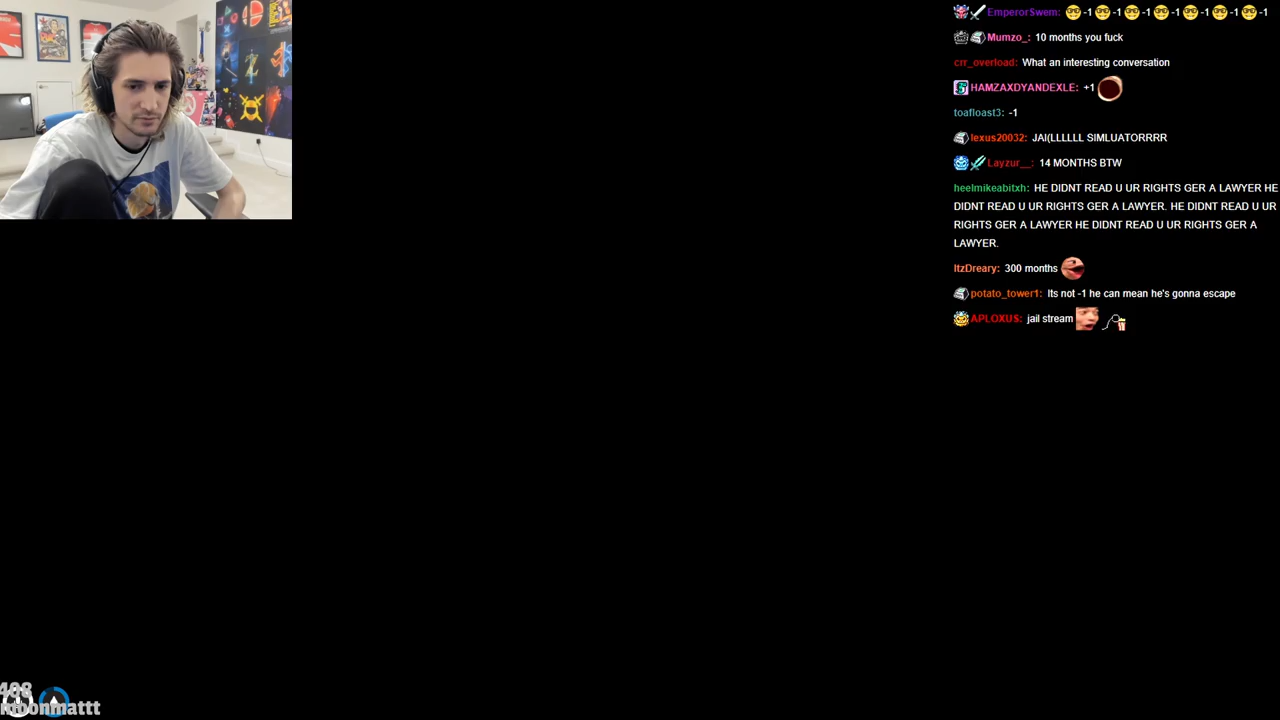 EmperorSwem: -1 -1 -1 -1 -1 -1 -1
Mumzo_: 10 months you fuck
crr_overload: What an interesting conversation
HAMZAXDYANDEXLE: +1
toafloast3: -1
lexus20032: JAI(LLLLLL SIMLUATORRRR
Layzur__: 14 MONTHS BTW
heelmikeabitxh: HE DIDNT READ U UR RIGHTS GER A LAWYER HE
DIDNT READ U UR RIGHTS GER A LAWYER. HE DIDNT READ U UR
RIGHTS GER A LAWYER HE DIDNT READ U UR RIGHTS GER A
LAWYER.
ItzDreary: 300 months
potato_tower1: Its not -1 he can mean he's gonna escape
APLOXUS: jail stream
408
moonmattt